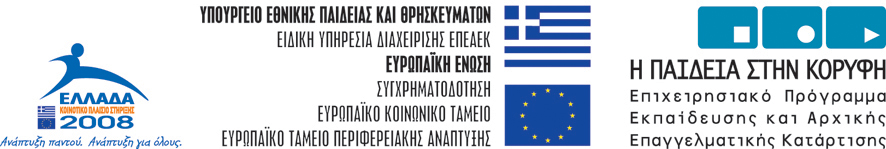 ΕΛΛΑΔΑ
ΚΟΙΝΟΤΙΚΟ ΠΛΑΙΣΙΟ ΣΤΗΡΙΞΗΣ
2008
Ανάπτυξη παντού. Ανάπτυξη για όλους.
ΥΠΟΥΡΓΕΙΟ ΕΘΝΙΚΗΣ ΠΑΙΔΕΙΑΣ ΚΑΙ ΘΡΗΣΚΕΥΜΑΤΩΝ
ΕΙΔΙΚΗ ΥΠΗΡΕΣΙΑ ΔΙΑΧΕΙΡΙΣΗΣ ΕΠΕΑΕΚ
ΕΥΡΩΠΑΪΚΗ ΕΝΩΣΗ
ΣΥΓΧΡΗΜΑΤΟΔΟΤΗΣΗ
ΕΥΡΩΠΑΪΚΟ ΚΟΙΝΩΝΙΚΟ ΤΑΜΕΙΟ
ΕΥΡΩΠΑΪΚΟ ΤΑΜΕΙΟ ΠΕΡΙΦΕΡΕΙΑΚΗΣ ΑΝΑΠΤΥΞΗΣ
Η ΠΑΙΔΕΙΑ ΣΤΗΝ ΚΟΡΥΦΗ
Επιχειρησιακό Πρόγραμμα
Εκπαίδευσης και Αρχικής
Επαγγελματικής Κατάρτισης